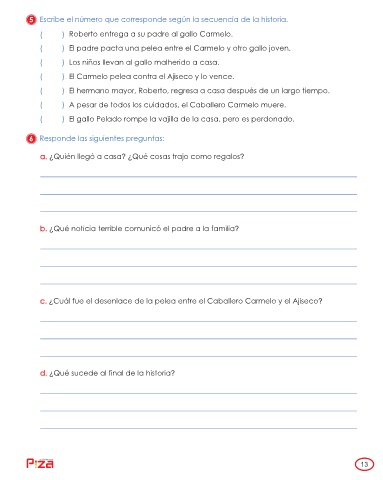 5 Escribe el número que corresponde según la secuencia de la historia.
( ) Roberto entrega a su padre al gallo Carmelo.
( ) El padre pacta una pelea entre el Carmelo y otro gallo joven.
( ) Los niños llevan al gallo malherido a casa.
( ) El Carmelo pelea contra el Ajiseco y lo vence.
( ) El hermano mayor, Roberto, regresa a casa después de un largo tiempo.
( ) A pesar de todos los cuidados, el Caballero Carmelo muere.
( ) El gallo Pelado rompe la vajilla de la casa, pero es perdonado.
6 Responde las siguientes preguntas:
a. ¿Quién llegó a casa? ¿Qué cosas trajo como regalos?
b. ¿Qué noticia terrible comunicó el padre a la familia?
c. ¿Cuál fue el desenlace de la pelea entre el Caballero Carmelo y el Ajiseco?
d. ¿Qué sucede al final de la historia?
P!za
13